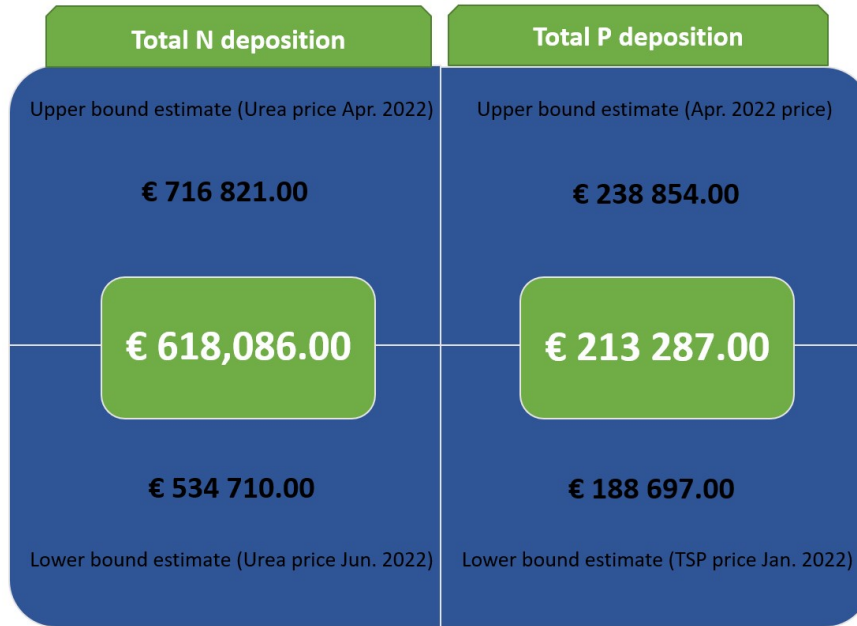 Total N deposition
Total P deposition
Upper bound estimate (Urea price Apr. 2022)
Upper bound estimate (Apr. 2022 price)
€ 716 821.00
€ 238 854.00
€ 618,086.00
€ 213 287.00
€ 534 710.00
€ 188 697.00
Lower bound estimate (Urea price Jun. 2022)
Lower bound estimate (TSP price Jan. 2022)